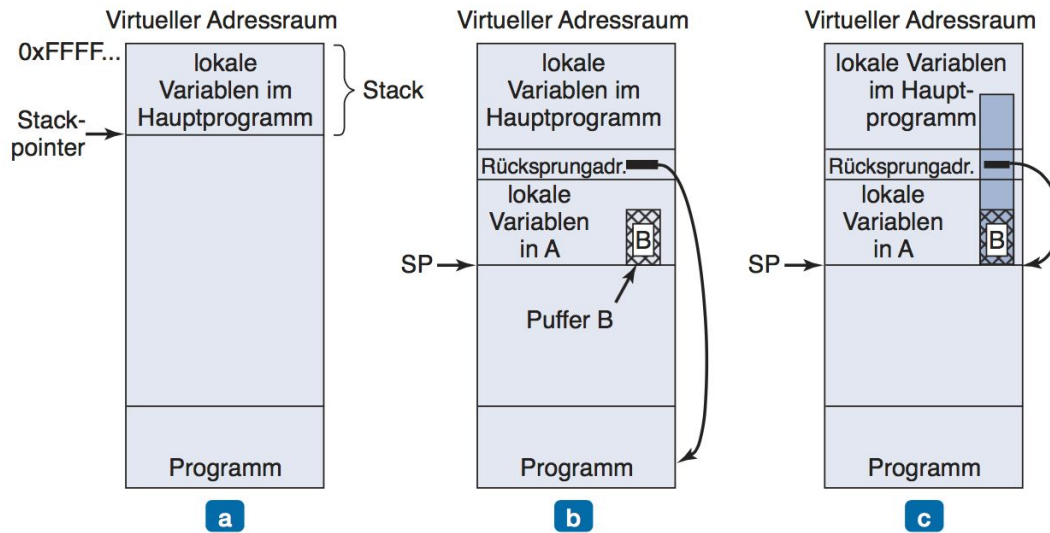 Virtueller Adressraum
0xFFFF...
lokale
Variablen im
Hauptprogramm
Stack
Stack-
pointer
Programm
a
Virtueller Adressraum
lokale
Variablen im
Hauptprogramm
Rücksprungadr.
lokale
Variablen
in A
B
SP
Puffer B
Programm
b
Virtueller Adressraum
lokale Variablen
im Haupt-
programm
Rücksprungadr.
lokale
Variablen
in A
B
SP
Programm
c